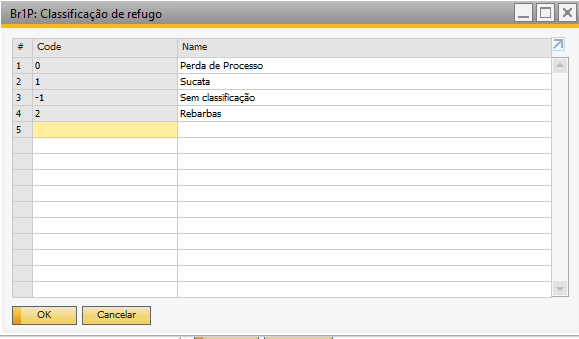 Br1P: Classificação de refugo
# Code Name
1 0 Perda de Processo
2 1 Sucata
3 -1 Sem classificação
4 2 Rebarbas
5
OK Cancelar